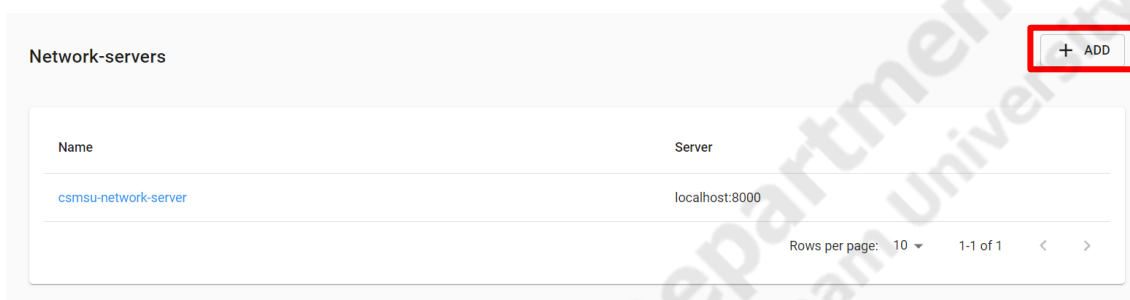 Network-servers
+ ADD
Name Server
csmsu-network-server localhost:8000
Rows per page: 10 1-1 of 1 < >